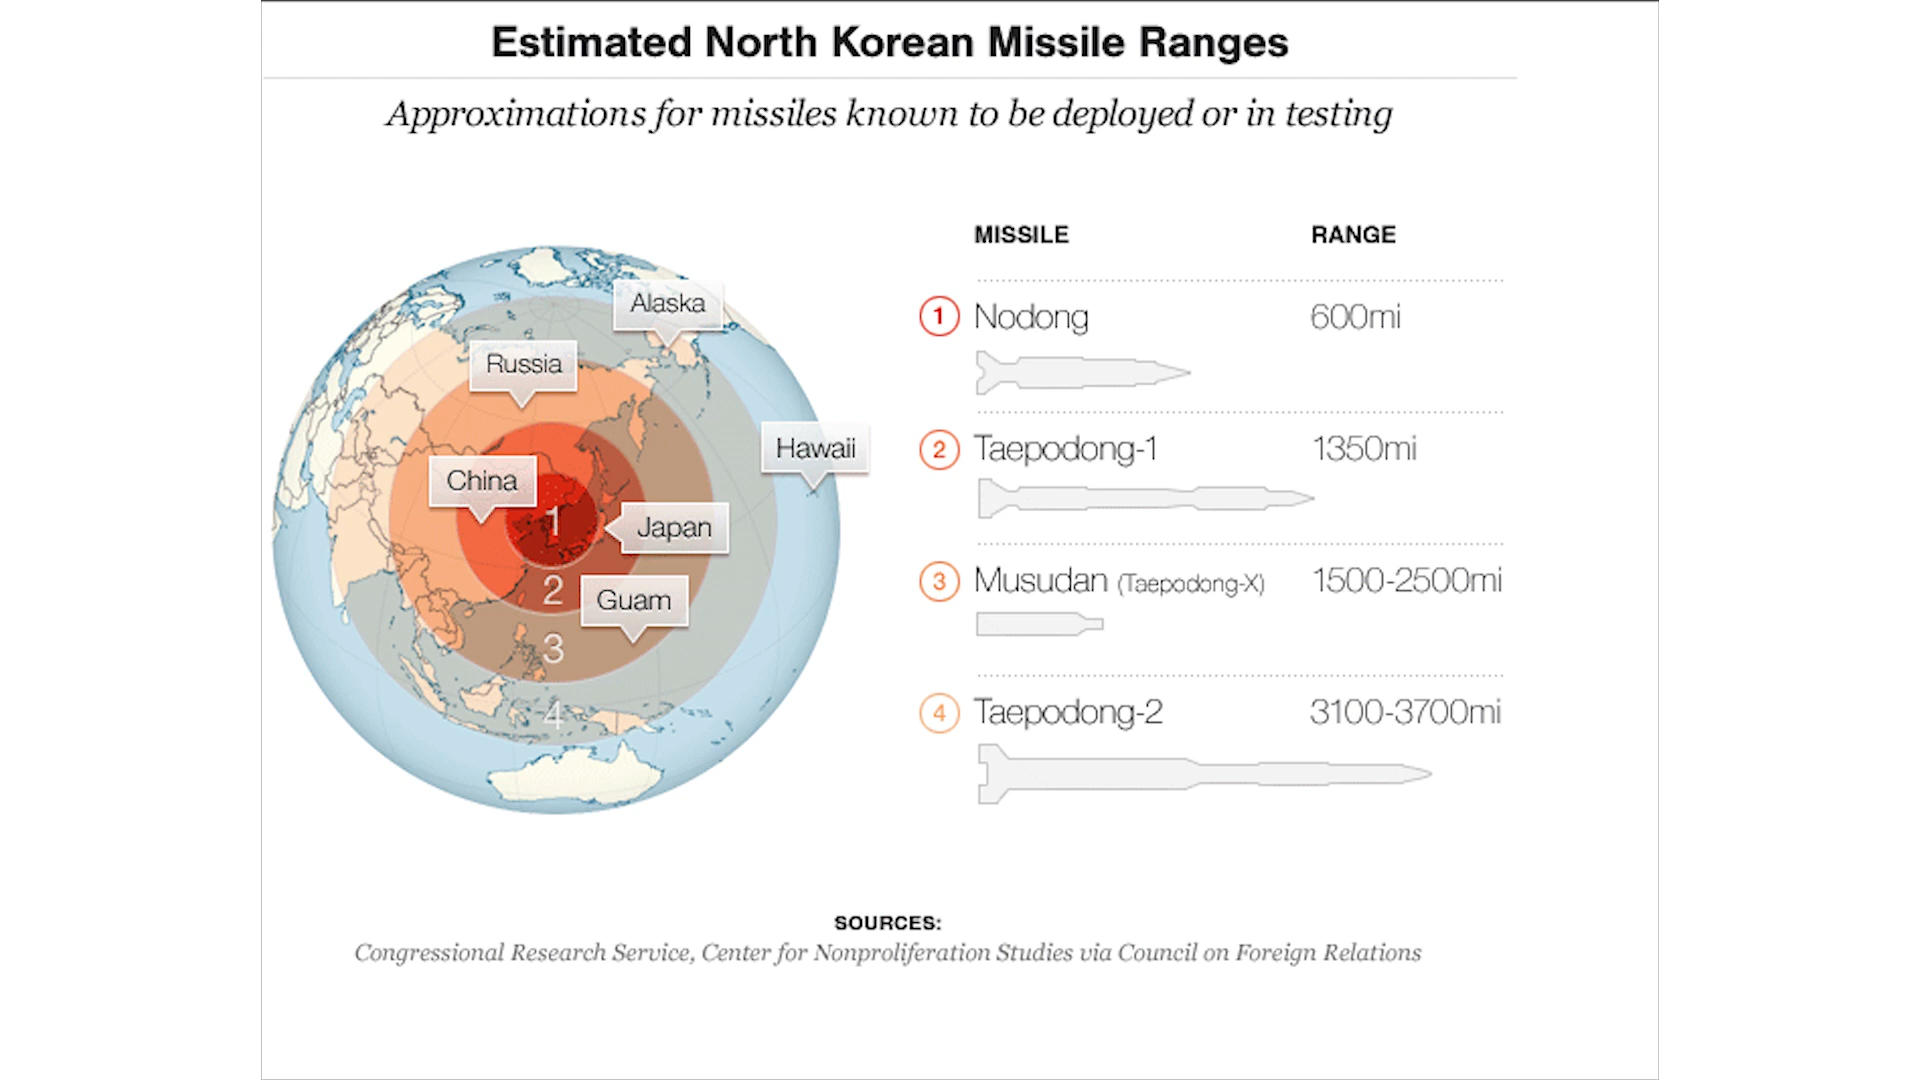 Estimated North Korean Missile Ranges
Approximations for missiles known to be deployed or in testing
Alaska
Russia
Hawaii
China
1
Japan
2
Guam
3
4
MISSILE RANGE
1 Nodong 600mi
2 Taepodong-1 1350mi
3 Musudan (Taepodong-X) 1500-2500mi
4 Taepodong-2 3100-3700mi
SOURCES:
Congressional Research Service, Center for Nonproliferation Studies via Council on Foreign Relations